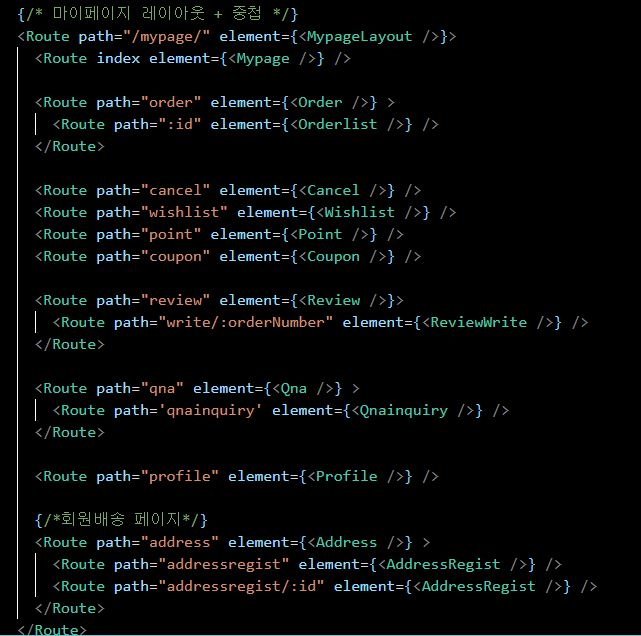 {/* 마이페이지 레이아웃 + 중첩 */}
<Route path="/mypage/" element={<MypageLayout />}>
<Route index element={<Mypage />} />
<Route path="order" element={<Order />} >
<Route path=":id" element={<Orderlist />} />
</Route>
<Route path="cancel" element={<Cancel />} />
<Route path="wishlist" element={<Wishlist />} />
<Route path="point" element={<Point />} />
<Route path="coupon" element={<Coupon />} />
<Route path="review" element={<Review />}>
<Route path="write/:orderNumber" element={<ReviewWrite />} />
</Route>
<Route path="qna" element={<Qna />} >
<Route path='qnainquiry' element={<Qnainquiry />} />
</Route>
<Route path="profile" element={<Profile />} />
{/*회원배송 페이지*/}
<Route path="address" element={<Address />} >
<Route path="addressregist" element={<AddressRegist />} />
<Route path="addressregist/:id" element={<AddressRegist />} />
</Route>
</Route>